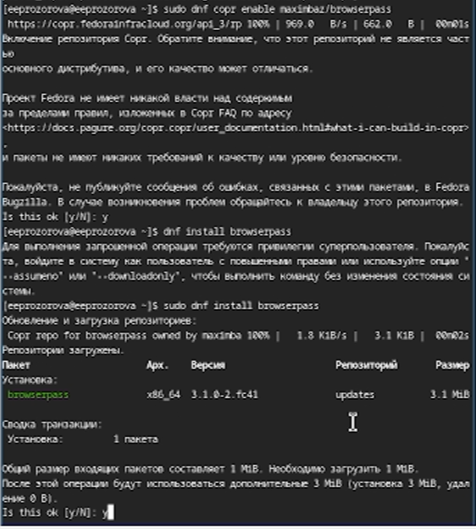 [eeprozorova@eeprozorova ~]$ sudo dnf copr enable maximbaz/browserpass
https://copr.fedorainfracloud.org/api_3/rp 100% | 969.0   B/s | 662.0   B | 00m01s
Включение репозитория Copr. Обратите внимание, что этот репозиторий не является част
ью
основного дистрибутива, и его качество может отличаться.

Проект Fedora не имеет никакой власти над содержимым
за пределами правил, изложенных в Copr FAQ по адресу
<https://docs.pagure.org/copr.copr/user_documentation.html#what-i-can-build-in-copr>
,
и пакеты не имеют никаких требований к качеству или уровню безопасности.

Пожалуйста, не публикуйте сообщения об ошибках, связанных с этими пакетами, в Fedora
Bugzilla. В случае возникновения проблем обращайтесь к владельцу этого репозитория.
Is this ok [y/N]: y
[eeprozorova@eeprozorova ~]$ dnf install browserpass
Для выполнения запрошенной операции требуются привилегии суперпользователя. Пожалуйс
та, войдите в систему как пользователь с повышенными правами или используйте опции "
--assumeno" или "--downloadonly", чтобы выполнить команду без изменения состояния си
стемы.
[eeprozorova@eeprozorova ~]$ sudo dnf install browserpass
Обновление и загрузка репозиториев:
Copr repo for browserpass owned by maximba 100% |   1.8 KiB/s |   3.1 KiB | 00m02s
Репозитории загружены.
Пакет Арх. Версия Репозиторий Размер
Установка:
browserpass x86_64 3.1.0-2.fc41 updates 3.1 MiB

Сводка транзакции:
Установка: 1 пакета

Общий размер входящих пакетов составляет 1 MiB. Необходимо загрузить 1 MiB.
После этой операции будут использоваться дополнительные 3 MiB (установка 3 MiB, удал
ение 0 B).
Is this ok [y/N]: y